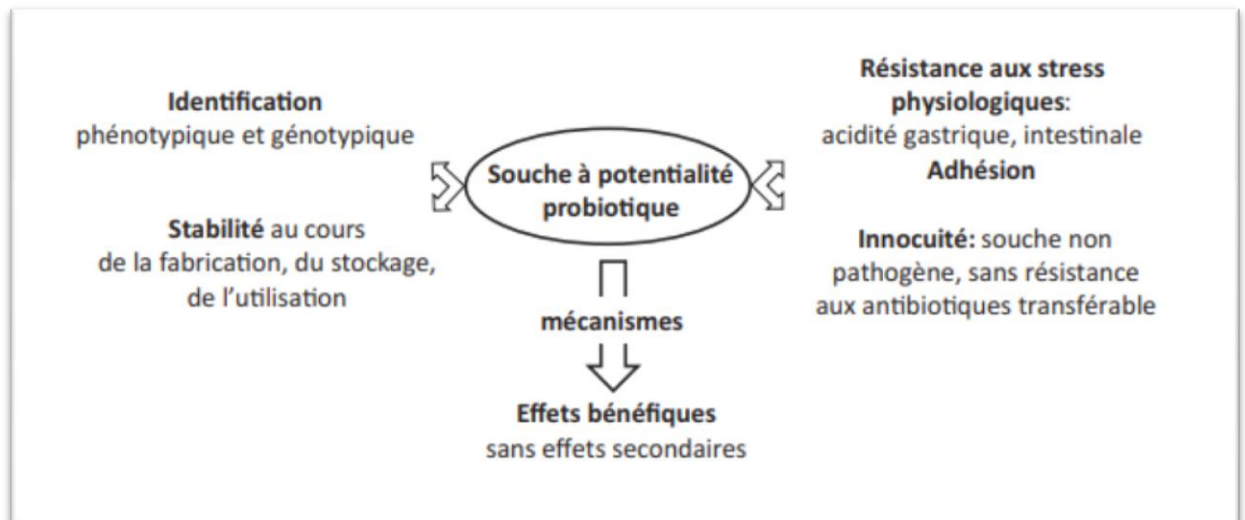 Identification
phénotypique et génotypique
Stabilité au cours
de la fabrication, du stockage,
de l'utilisation
Souche à potentialité
probiotique
Résistance aux stress
physiologiques:
acidité gastrique, intestinale
Adhésion
Innocuité: souche non
pathogène, sans résistance
aux antibiotiques transférable
mécanismes
Effets bénéfiques
sans effets secondaires